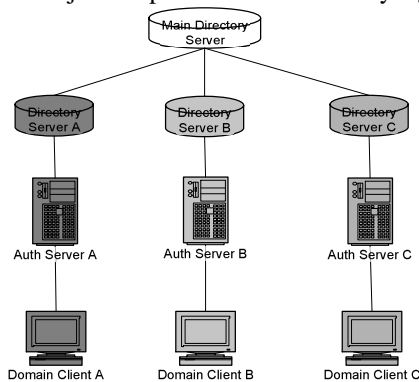 Main Directory
Server
Directory
Server A
Directory
Server B
Directory
Server C
Auth Server A
Auth Server B
Auth Server C
Domain Client A
Domain Client B
Domain Client C